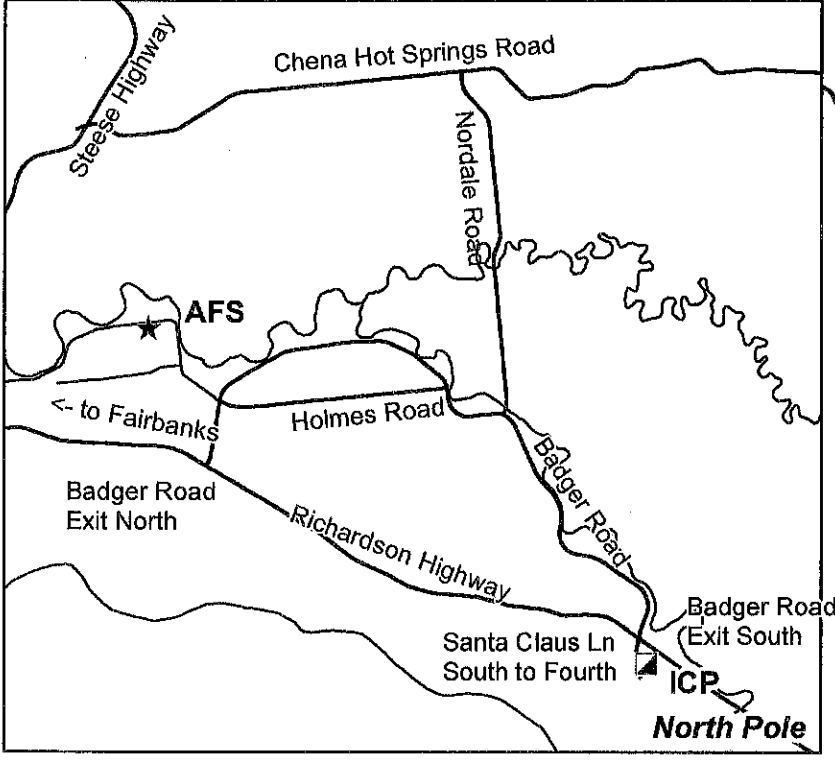 Chena Hot Springs Road
Steese Highway
Nordale Road
AFS
<- to Fairbanks
Holmes Road
Badger Road
Badger Road
Exit North
Richardson Highway
Badger Road
Exit South
Santa Claus Ln
South to Fourth
ICP
North Pole